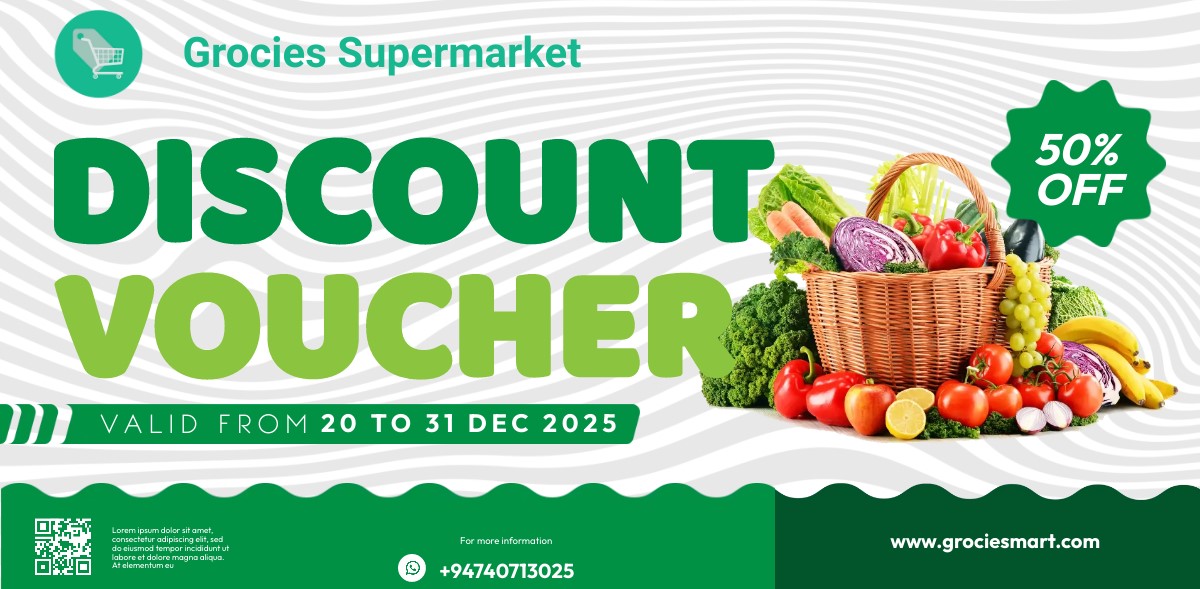 Grocies Supermarket
DISCOUNT
VOUCHER
50%
OFF
VALID FROM 20 TO 31 DEC 2025
Lorem ipsum dolor sit amet,
consectetur adipiscing elit, sed
do eiusmod tempor incididunt ut
labore et dolore magna aliqua.
At elementum eu
For more information
+94740713025
www.grociesmart.com